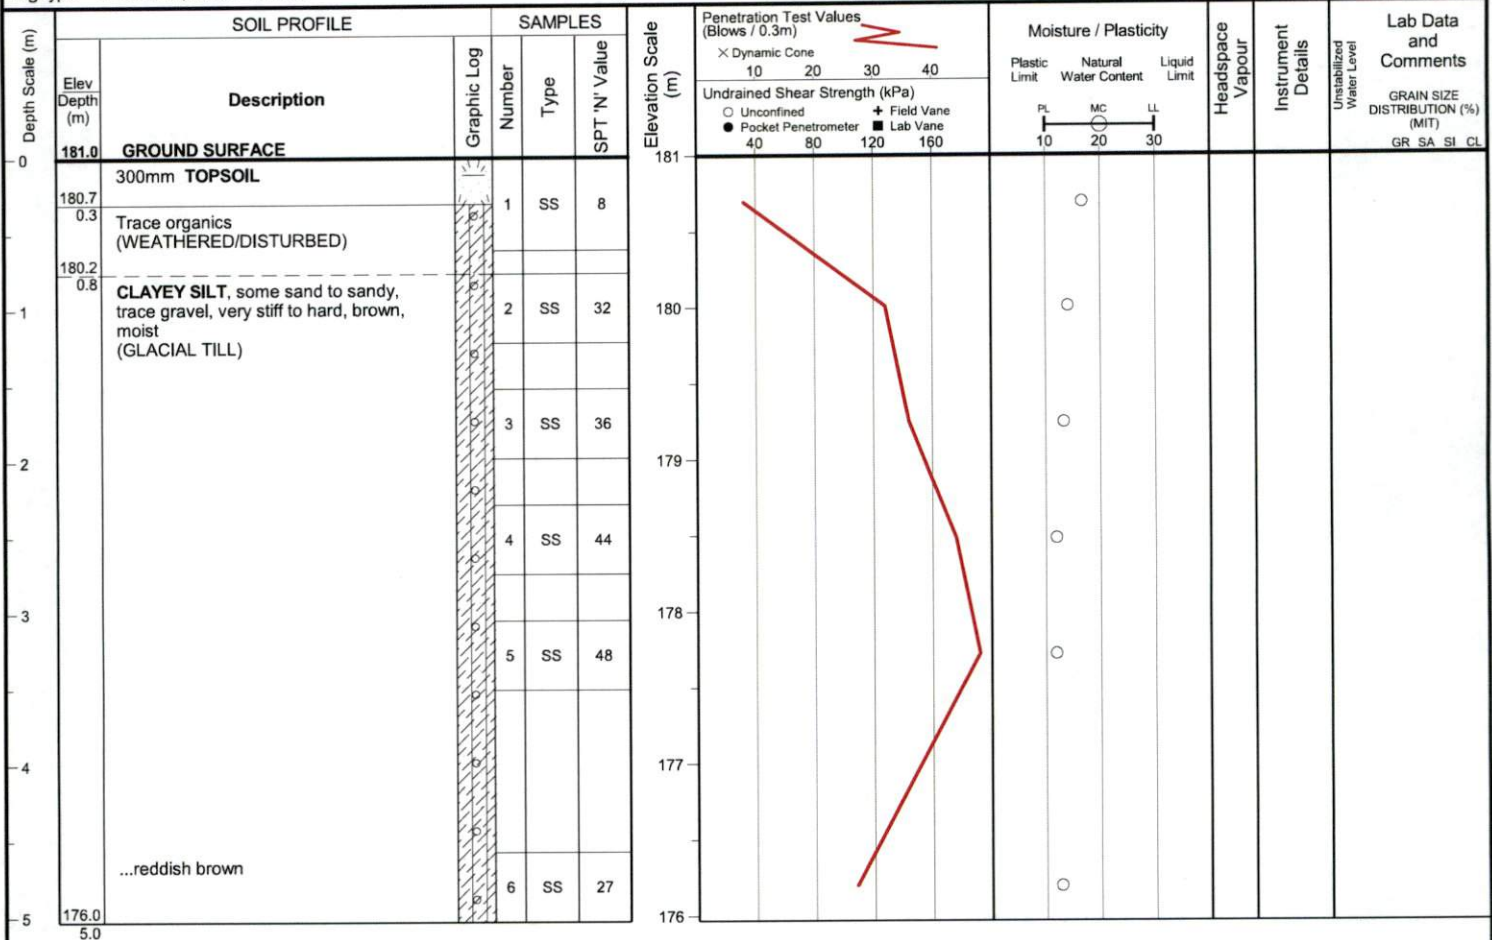 SOIL PROFILE
SAMPLES
Depth Scale (m)
Elev
Depth
(m)
Description
Graphic Log
Number
Type
SPT 'N' Value
Elevation Scale
(m)
Penetration Test Values
(Blows / 0.3m)
× Dynamic Cone
10 20 30 40
Undrained Shear Strength (kPa)
Unconfined + Field Vane
Pocket Penetrometer Lab Vane
40 80 120 160
Moisture / Plasticity
Plastic Natural Liquid
Limit Water Content Limit
PL MC LL
10 20 30
Headspace
Vapour
Instrument
Details
Unstabilized
Water Level
Lab Data
and
Comments
GRAIN SIZE
DISTRIBUTION (%)
(MIT)
GR SA SI CL
181.0 GROUND SURFACE
0
181
300mm TOPSOIL
180.7
0.3
1 SS 8
Trace organics
(WEATHERED/DISTURBED)
180.2
0.8
CLAYEY SILT, some sand to sandy,
trace gravel, very stiff to hard, brown,
moist
(GLACIAL TILL)
1
2 SS 32
180
3 SS 36
2
179
4 SS 44
3
178
5 SS 48
4
177
...reddish brown
6 SS 27
5
176.0
5.0
176